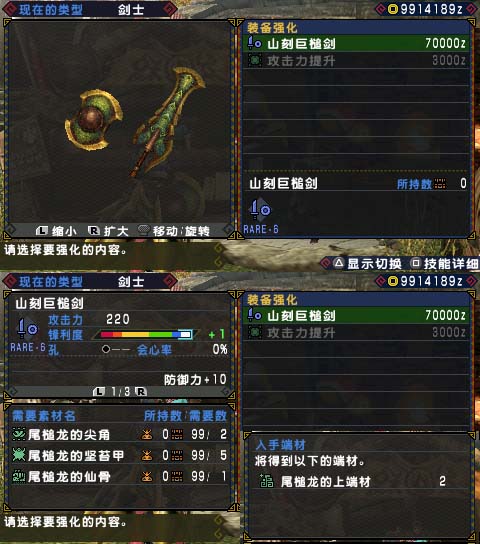 现在的类型 剑士
9914189z
装备强化
山刻巨槌剑 70000z
攻击力提升 3000z
山刻巨槌剑 所持数 0
RARE-6
L 缩小 R 扩大 移动/旋转
请选择要强化的内容。
△显示切换 □技能详细
现在的类型 剑士
9914189z
山刻巨槌剑
RARE-6
攻击力 220
锋利度 +1
孔 ●-- 会心率 0%
防御力+10
L 1/3 R
需要素材名 所持数/需要数
尾槌龙的尖角 0 99/ 2
尾槌龙的坚苔甲 0 99/ 5
尾槌龙的仙骨 0 99/ 1
请选择要强化的内容。
装备强化
山刻巨槌剑 70000z
攻击力提升 3000z
入手端材
将得到以下的端材。
尾槌龙的上端材 2